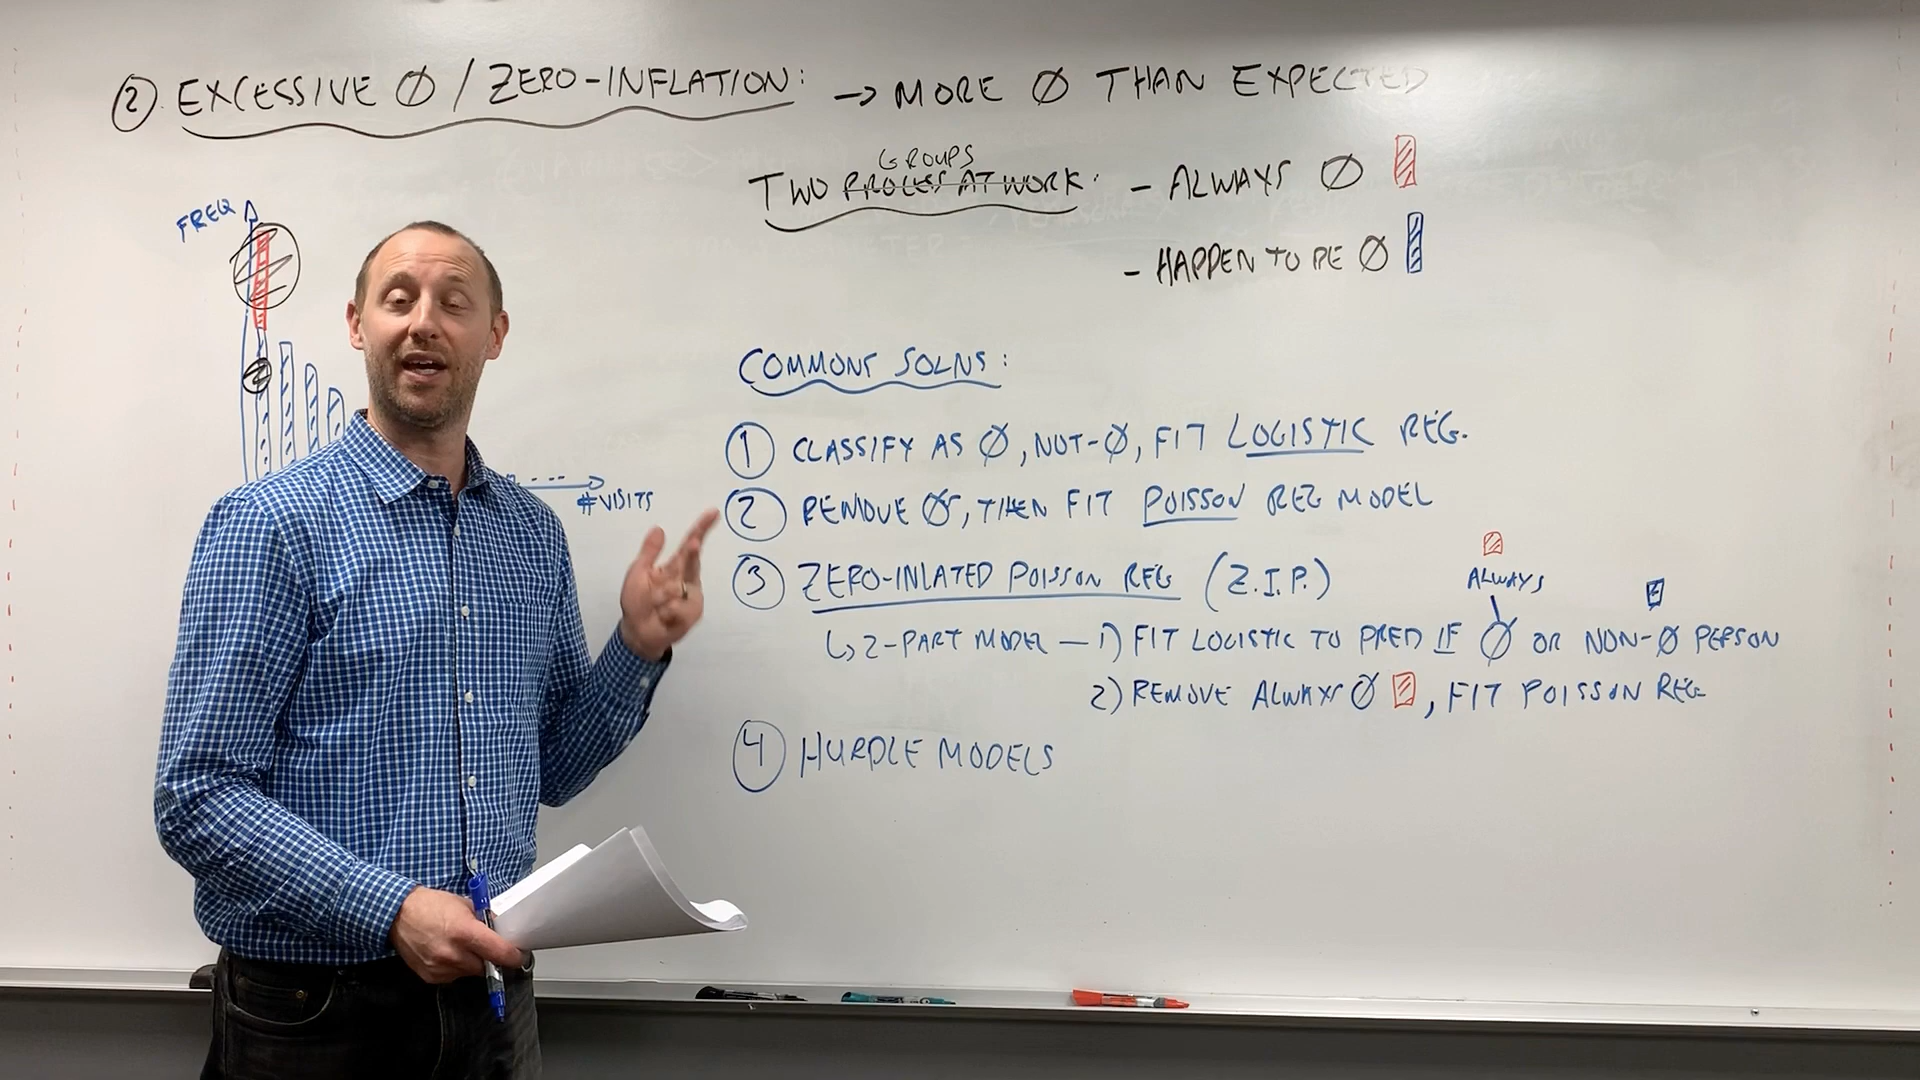 ② EXCESSIVE Ø / ZERO-INFLATION: → MORE Ø THAN EXPECTED
GROUPS
TWO PROCESS AT WORK: - ALWAYS Ø
- HAPPEN TO BE Ø
FREQ
#VISITS
COMMON SOLNS:
① CLASSIFY AS Ø, NOT-Ø, FIT LOGISTIC REG.
② REMOVE ØS, THEN FIT POISSON REG MODEL
③ ZERO-INLATED POISSON REG (Z.I.P.)
ALWAYS
↳ 2-PART MODEL — 1) FIT LOGISTIC TO PRED IF Ø OR NON-Ø PERSON
2) REMOVE ALWAYS Ø, FIT POISSON REG
④ HURDLE MODELS